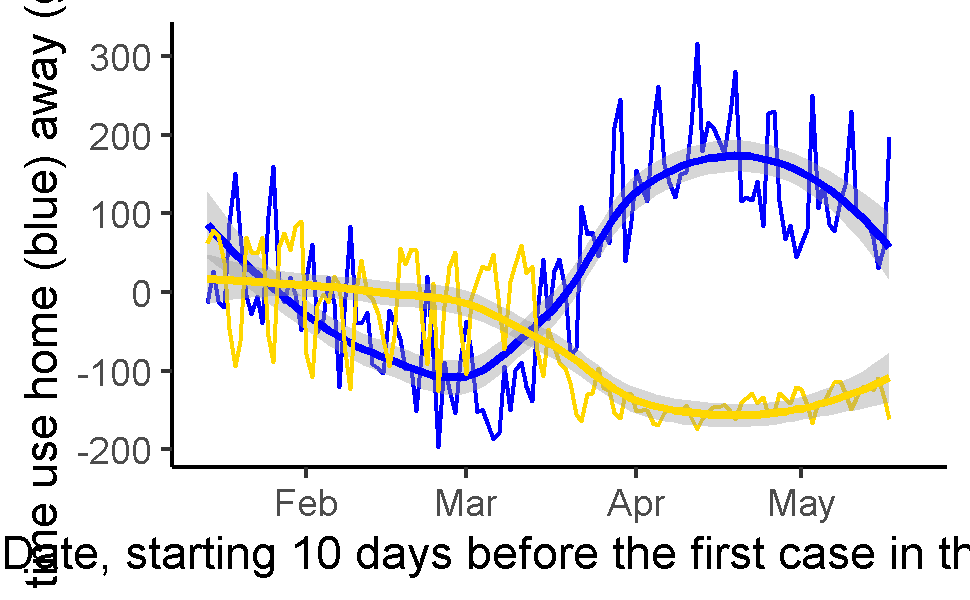 time use home (blue) away (
300
200
100
0
-100
-200
Feb Mar Apr May
Date, starting 10 days before the first case in th